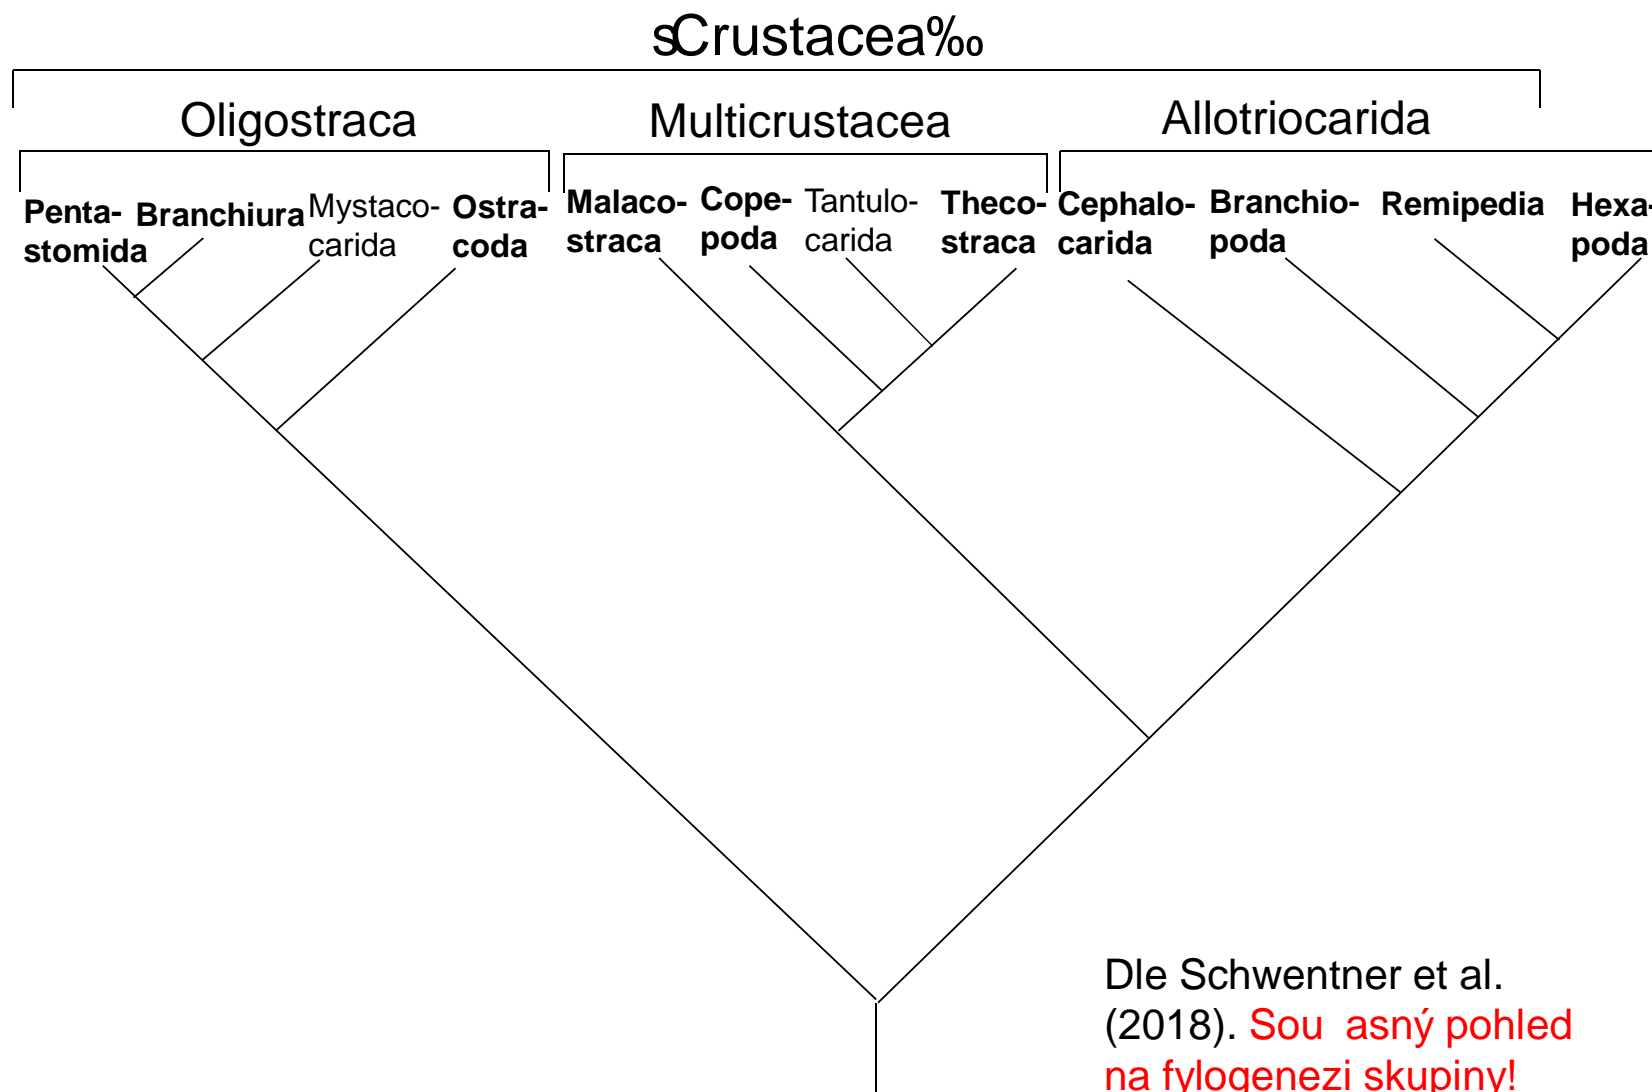 sCrustacea‰
Oligostraca
Multicrustacea
Allotriocarida
Penta-
stomida
Branchiura
Mystaco-
carida
Ostra-
coda
Malaco-
straca
Cope-
poda
Tantulo-
carida
Theco-
straca
Cephalo-
carida
Branchio-
poda
Remipedia
Hexa-
poda
Dle Schwentner et al.
(2018). Sou asný pohled
na fylogenezi skupiny!